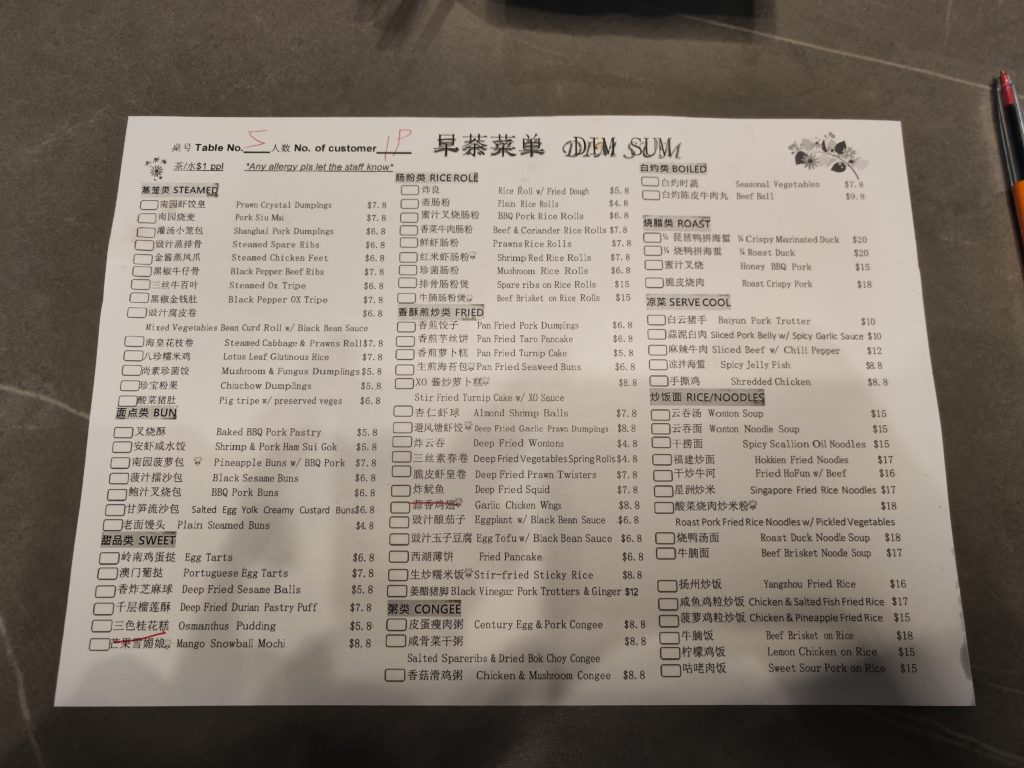 桌号 Table No. 5 人数 No. of customer 1P
早茶菜单 DIM SUM
茶/水$1 ppl *Any allergy pls let the staff know*
蒸笼类 STEAMED
南园虾饺皇 Prawn Crystal Dumplings $7.8
南园烧麦 Pork Siu Mai $7.8
灌汤小笼包 Shanghai Pork Dumplings $6.8
豉汁蒸排骨 Steamed Spare Ribs $6.8
金酱蒸凤爪 Steamed Chicken Feet $6.8
黑椒牛仔骨 Black Pepper Beef Ribs $7.8
三丝牛百叶 Steamed Ox Tripe $6.8
黑椒金钱肚 Black Pepper OX Tripe $7.8
豉汁腐皮卷 $6.8
Mixed Vegetables Bean Curd Roll w/ Black Bean Sauce
海皇花枝卷 Steamed Cabbage & Prawns Roll $7.8
八珍糯米鸡 Lotus Leaf Glutinous Rice $7.8
尚素珍菌饺 Mushroom & Fungus Dumplings $5.8
珍宝粉果 Chiuchow Dumplings $5.8
酸菜猪肚 Pig tripe w/ preserved veges $6.8
面点类 BUN
叉烧酥 Baked BBQ Pork Pastry $5.8
安虾咸水饺 Shrimp & Pork Ham Sui Gok $5.8
南园菠萝包 Pineapple Buns w/ BBQ Pork $7.8
菠汁擂沙包 Black Sesame Buns $6.8
鲍汁叉烧包 BBQ Pork Buns $6.8
甘笋流沙包 Salted Egg Yolk Creamy Custard Buns $6.8
老面馒头 Plain Steamed Buns $4.8
甜品类 SWEET
岭南鸡蛋挞 Egg Tarts $6.8
澳门葡挞 Portuguese Egg Tarts $7.8
香炸芝麻球 Deep Fried Sesame Balls $5.8
千层榴莲酥 Deep Fried Durian Pastry Puff $7.8
三色桂花糕 Osmanthus Pudding $5.8
芒果雪媚娘 Mango Snowball Mochi $8.8
肠粉类 RICE ROLL
炸良 Rice Roll w/ Fried Dough $5.8
斋肠粉 Plain Rice Rolls $4.8
蜜汁叉烧肠粉 BBQ Pork Rice Rolls $6.8
香菜牛肉肠粉 Beef & Coriander Rice Rolls $7.8
鲜虾肠粉 Prawns Rice Rolls $7.8
红米虾肠粉 Shrimp Red Rice Rolls $7.8
珍菌肠粉 Mushroom Rice Rolls $6.8
排骨肠粉煲 Spare ribs on Rice Rolls $15
牛腩肠粉煲 Beef Brisket on Rice Rolls $15
香酥煎炒类 FRIED
香煎饺子 Pan Fried Pork Dumplings $6.8
香煎芋丝饼 Pan Fried Taro Pancake $6.8
香煎萝卜糕 Pan Fried Turnip Cake $5.8
生煎海苔包 Pan Fried Seaweed Buns $6.8
XO 酱炒萝卜糕 $8.8
Stir Fried Turnip Cake w/ XO Sauce
杏仁虾球 Almond Shrimp Balls $7.8
避风塘虾饺 Deep Fried Garlic Prawn Dumplings $8.8
炸云吞 Deep Fried Wontons $4.8
三丝素春卷 Deep Fried Vegetables Spring Rolls $4.8
脆皮虾皇卷 Deep Fried Prawn Twisters $7.8
炸鱿鱼 Deep Fried Squid $7.8
蒜香鸡翅 Garlic Chicken Wings $8.8
豉汁酿茄子 Eggplant w/ Black Bean Sauce $6.8
豉汁玉子豆腐 Egg Tofu w/ Black Bean Sauce $6.8
西湖薄饼 Fried Pancake $6.8
生炒糯米饭 Stir-fried Sticky Rice $8.8
姜醋猪脚 Black Vinegar Pork Trotters & Ginger $12
粥类 CONGEE
皮蛋瘦肉粥 Century Egg & Pork Congee $8.8
咸骨菜干粥 $8.8
Salted Spareribs & Dried Bok Choy Congee
香菇滑鸡粥 Chicken & Mushroom Congee $8.8
白灼类 BOILED
白灼时蔬 Seasonal Vegetables $7.8
白灼陈皮牛肉丸 Beef Ball $9.8
烧腊类 ROAST
¼ 琵琶鸭拼海蜇 ¼ Crispy Marinated Duck $20
¼ 烧鸭拼海蜇 ¼ Roast Duck $20
蜜汁叉烧 Honey BBQ Pork $15
脆皮烧肉 Roast Crispy Pork $18
凉菜 SERVE COOL
白云猪手 Baiyun Pork Trotter $10
蒜泥白肉 Sliced Pork Belly w/ Spicy Garlic Sauce $10
麻辣牛肉 Sliced Beef w/ Chili Pepper $12
凉拌海蜇 Spicy Jelly Fish $8.8
手撕鸡 Shredded Chicken $8.8
炒饭面 RICE/NOODLES
云吞汤 Wonton Soup $15
云吞面 Wonton Noodle Soup $15
干捞面 Spicy Scallion Oil Noodles $15
福建炒面 Hokkien Fried Noodles $17
干炒牛河 Fried HoFun w/ Beef $16
星洲炒米 Singapore Fried Rice Noodles $17
酸菜烧肉炒米粉 $18
Roast Pork Fried Rice Noodles w/ Pickled Vegetables
烧鸭汤面 Roast Duck Noodle Soup $18
牛腩面 Beef Brisket Noodle Soup $17
扬州炒饭 Yangzhou Fried Rice $16
咸鱼鸡粒炒饭 Chicken & Salted Fish Fried Rice $17
菠萝鸡粒炒饭 Chicken & Pineapple Fried Rice $15
牛腩饭 Beef Brisket on Rice $18
柠檬鸡饭 Lemon Chicken on Rice $15
咕咾肉饭 Sweet Sour Pork on Rice $15